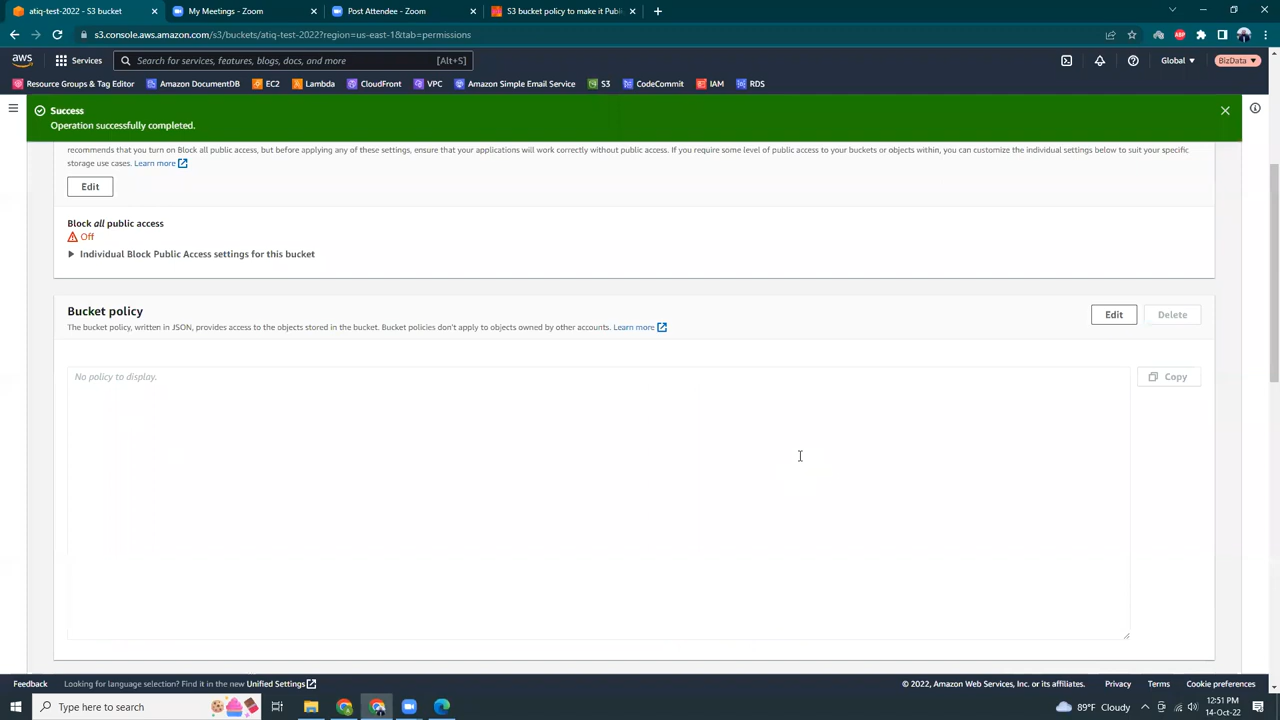 atiq-test-2022 - S3 bucket
My Meetings - Zoom
Post Attendee - Zoom
S3 bucket policy to make it Publi
s3.console.aws.amazon.com/s3/buckets/atiq-test-2022?region=us-east-1&tab=permissions
ABP
aws
Services
Search for services, features, blogs, docs, and more
[Alt+S]
Global
BizData
Resource Groups & Tag Editor
Amazon DocumentDB
EC2
Lambda
CloudFront
VPC
Amazon Simple Email Service
S3
CodeCommit
IAM
RDS
Success
Operation successfully completed.
recommends that you turn on Block all public access, but before applying any of these settings, ensure that your applications will work correctly without public access. If you require some level of public access to your buckets or objects within, you can customize the individual settings below to suit your specific
storage use cases. Learn more
Edit
Block all public access
Off
Individual Block Public Access settings for this bucket
Bucket policy
Edit
Delete
The bucket policy, written in JSON, provides access to the objects stored in the bucket. Bucket policies don't apply to objects owned by other accounts. Learn more
No policy to display.
Copy
Feedback
Looking for language selection? Find it in the new Unified Settings
© 2022, Amazon Web Services, Inc. or its affiliates.
Privacy
Terms
Cookie preferences
Type here to search
89°F Cloudy
12:51 PM
14-Oct-22